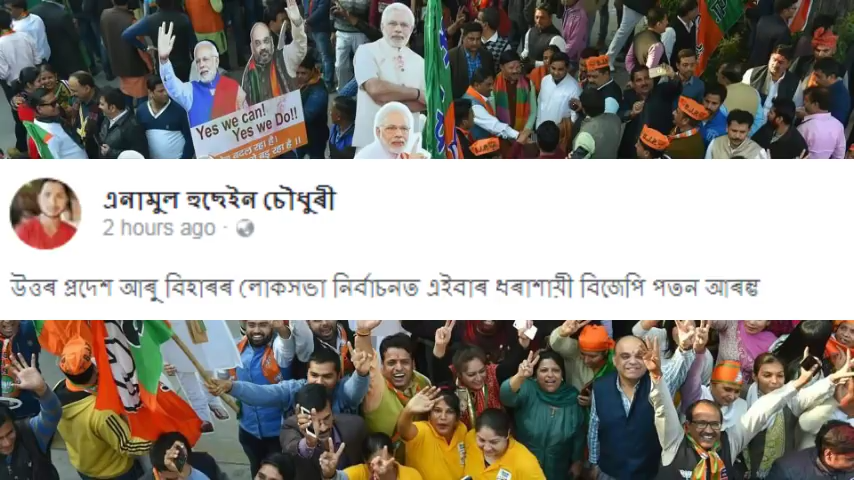 Yes we can!
Yes we Do!!
এনামুল হুছেইন চৌধুৰী
2 hours ago ·
উত্তৰ প্ৰদেশ আৰু বিহাৰৰ লোকসভা নিৰ্বাচনত এইবাৰ ধৰাশায়ী বিজেপি পতন আৰম্ভ